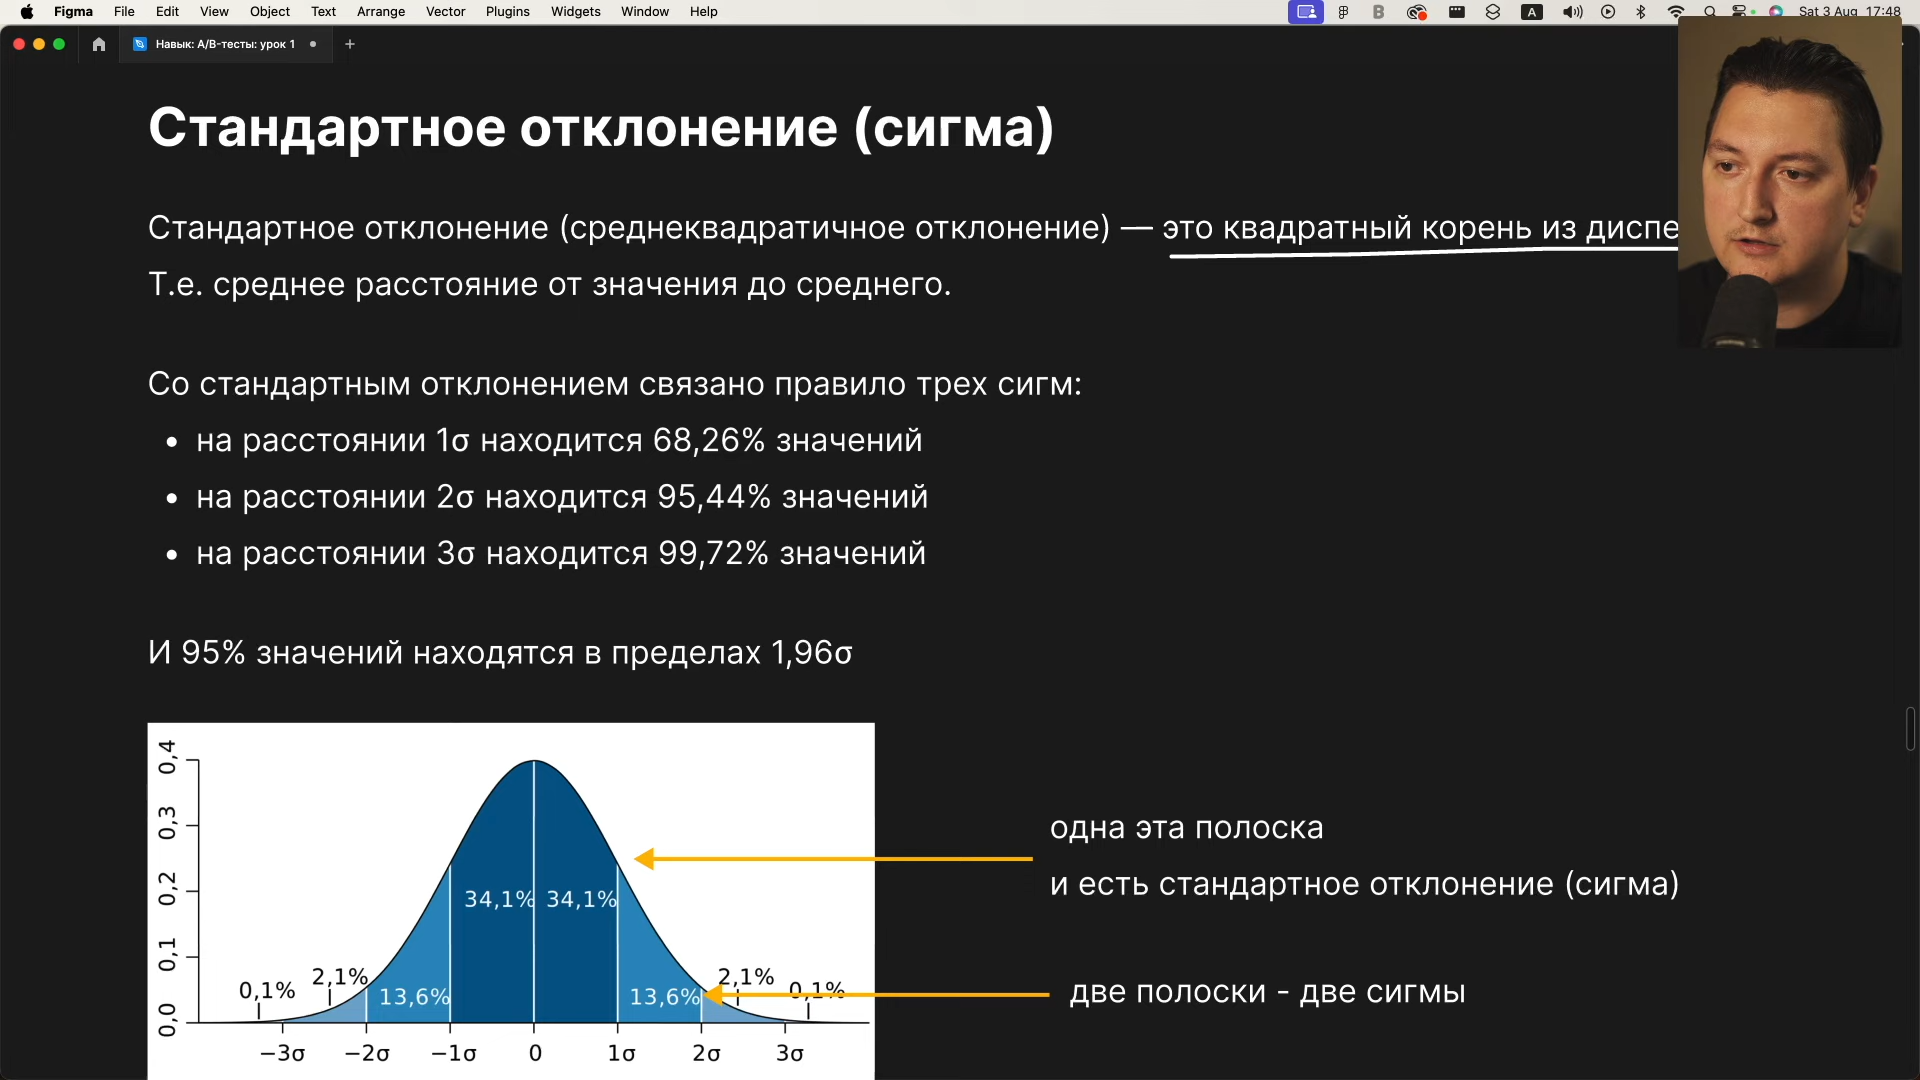 Figma File Edit View Object Text Arrange Vector Plugins Widgets Window Help
A
Sat 3 Aug 17:48
Навык: A/B-тесты: урок 1
Стандартное отклонение (сигма)
Стандартное отклонение (среднеквадратичное отклонение) — это квадратный корень из диспе
Т.е. среднее расстояние от значения до среднего.
Со стандартным отклонением связано правило трех сигм:
• на расстоянии 1σ находится 68,26% значений
• на расстоянии 2σ находится 95,44% значений
• на расстоянии 3σ находится 99,72% значений
И 95% значений находятся в пределах 1,96σ
0,4
0,3
0,2
0,1
0,0
34,1% 34,1%
0,1% 2,1% 13,6% 13,6% 2,1% 0,1%
−3σ −2σ −1σ 0 1σ 2σ 3σ
одна эта полоска
и есть стандартное отклонение (сигма)
две полоски - две сигмы